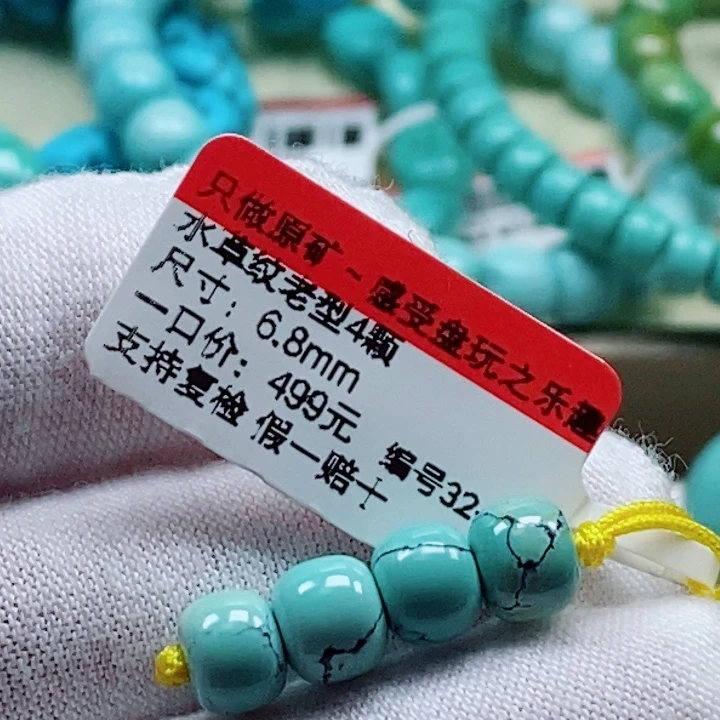 只做原矿~感受盘玩之乐趣
水草纹老型4颗
尺寸：6.8mm
一口价：499元
支持复检 假一赔十
编号32